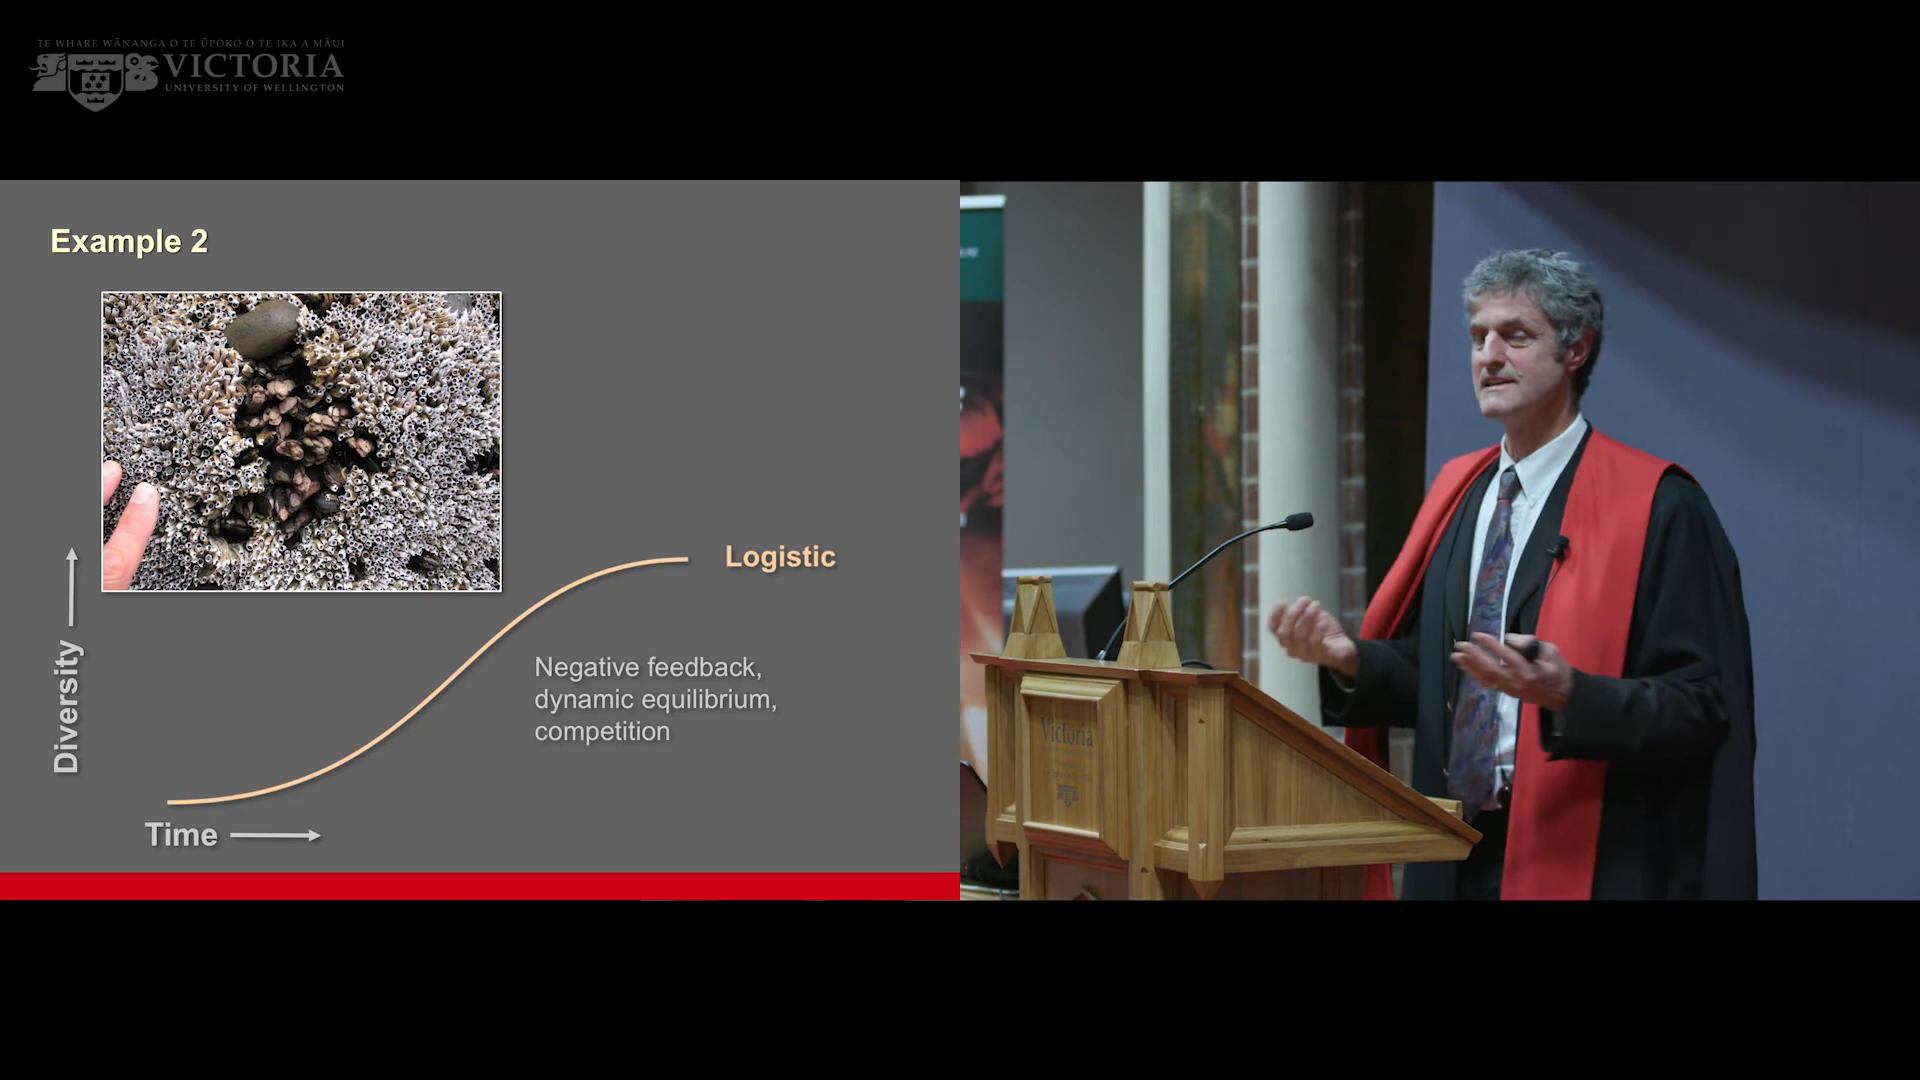 TE WHARE WĀNANGA O TE ŪPOKO O TE IKA A MĀUI
VICTORIA
UNIVERSITY OF WELLINGTON
Example 2
Logistic
Negative feedback,
dynamic equilibrium,
competition
Diversity
Time
Victoria